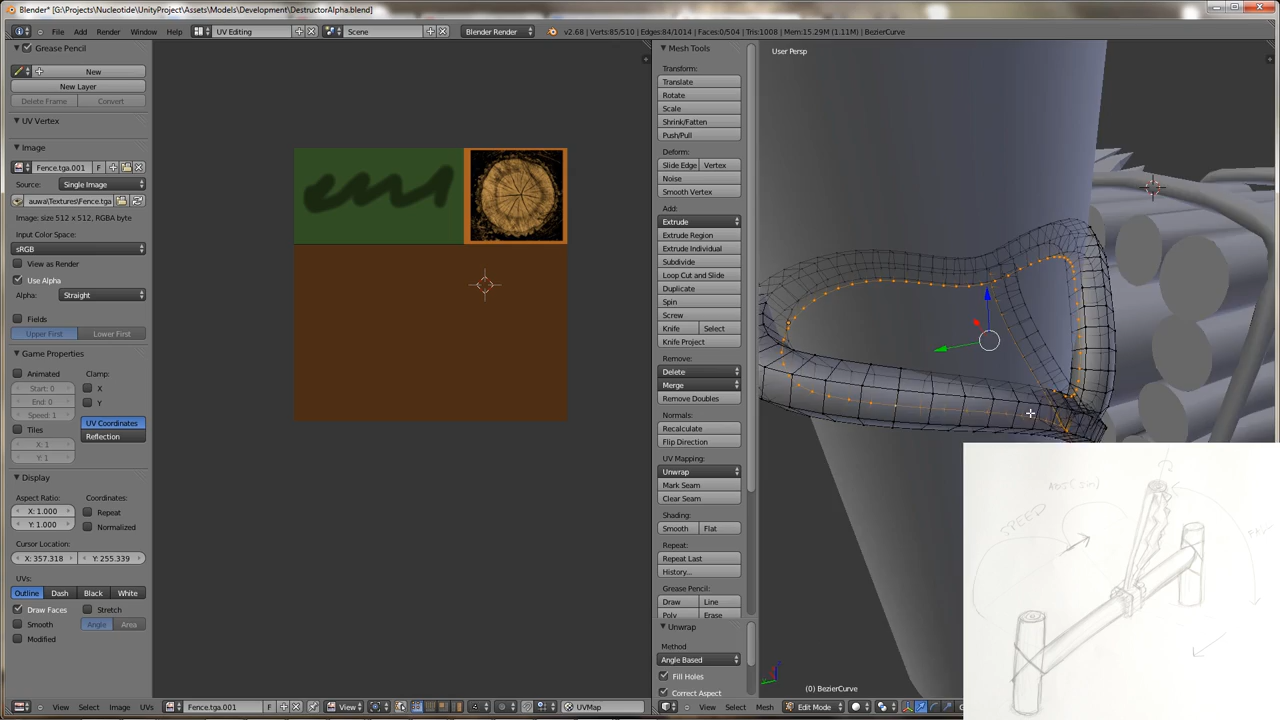 Blender* [G:\Projects\Nucleotide\UnityProject\Assets\Models\Development\DestructorAlpha.blend]
File Add Render Window Help UV Editing Scene Blender Render v2.68 | Verts:85/510 | Edges:84/1014 | Faces:0/504 | Tris:1008 | Mem:15.29M (1.11M) | BezierCurve
Grease Pencil
New
New Layer
Delete Frame Convert
UV Vertex
Image
Fence.tga.001 F
Source: Single Image
auwa\Textures\Fence.tga
Image: size 512 x 512, RGBA byte
Input Color Space:
sRGB
View as Render
Use Alpha
Alpha: Straight
Fields
Upper First Lower First
Game Properties
Animated Clamp:
Start: 0 X
End: 0 Y
Speed: 1
Tiles UV Coordinates
X: 1 Reflection
Y: 1
Display
Aspect Ratio: Coordinates:
X: 1.000 Repeat
Y: 1.000 Normalized
Cursor Location:
X: 357.318 Y: 255.339
UVs:
Outline Dash Black White
Draw Faces Stretch
Smooth Angle Area
Modified
View Select Image UVs Fence.tga.001 F View UVMap
Mesh Tools
Transform:
Translate
Rotate
Scale
Shrink/Fatten
Push/Pull
Deform:
Slide Edge Vertex
Noise
Smooth Vertex
Add:
Extrude
Extrude Region
Extrude Individual
Subdivide
Loop Cut and Slide
Duplicate
Spin
Screw
Knife Select
Knife Project
Remove:
Delete
Merge
Remove Doubles
Normals:
Recalculate
Flip Direction
UV Mapping:
Unwrap
Mark Seam
Clear Seam
Shading:
Smooth Flat
Repeat:
Repeat Last
History...
Grease Pencil:
Draw Line
Poly Erase
Unwrap
Method
Angle Based
Fill Holes
Correct Aspect
User Persp
(0) BezierCurve
View Select Mesh Edit Mode
ABS(sin)
SPEED